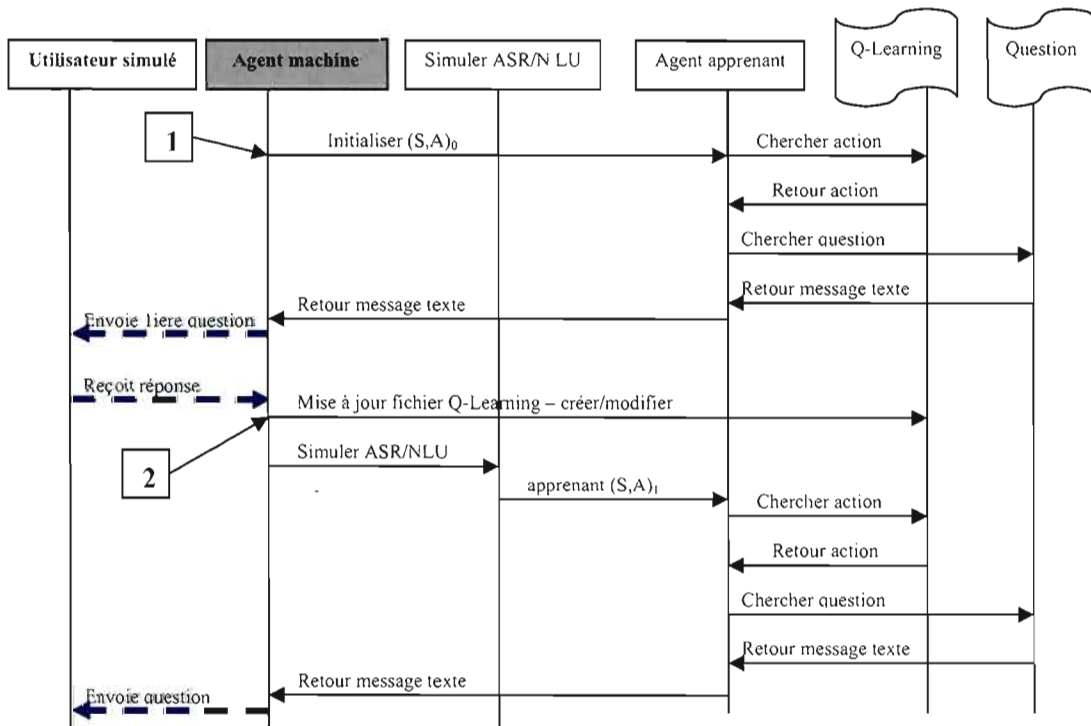 Utilisateur simulé
Agent machine
Simuler ASR/N LU
Agent apprenant
Q-Learning
Question
1
Initialiser (S,A)₀
Chercher action
Retour action
Chercher question
Retour message texte
Retour message texte
Envoie 1iere question
Reçoit réponse
Mise à jour fichier Q-Learning – créer/modifier
2
Simuler ASR/NLU
apprenant (S,A)₁
Chercher action
Retour action
Chercher question
Retour message texte
Retour message texte
Envoie question